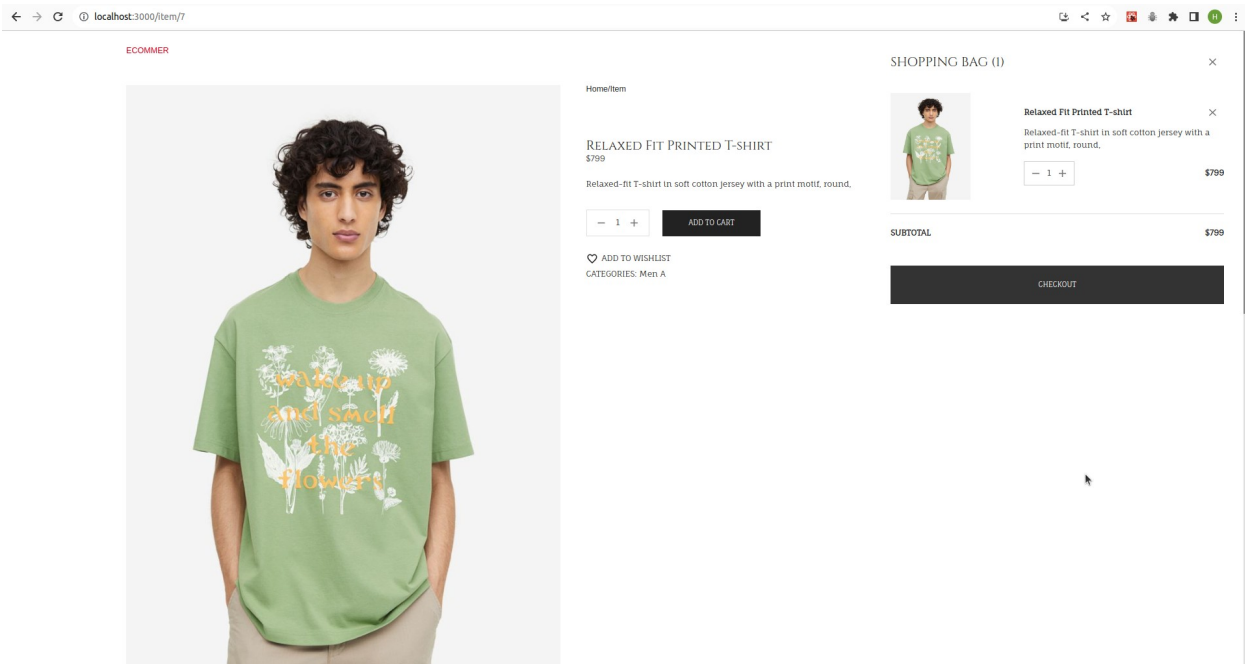 localhost:3000/item/7
H
ECOMMER
Home/Item
RELAXED FIT PRINTED T-SHIRT
$799
Relaxed-fit T-shirt in soft cotton jersey with a print motif, round,
− 1 +
ADD TO CART
ADD TO WISHLIST
CATEGORIES: Men A
wake up
and smell
the
flowers
SHOPPING BAG (1)
Relaxed Fit Printed T-shirt
Relaxed-fit T-shirt in soft cotton jersey with a
print motif, round,
− 1 +
$799
SUBTOTAL
$799
CHECKOUT